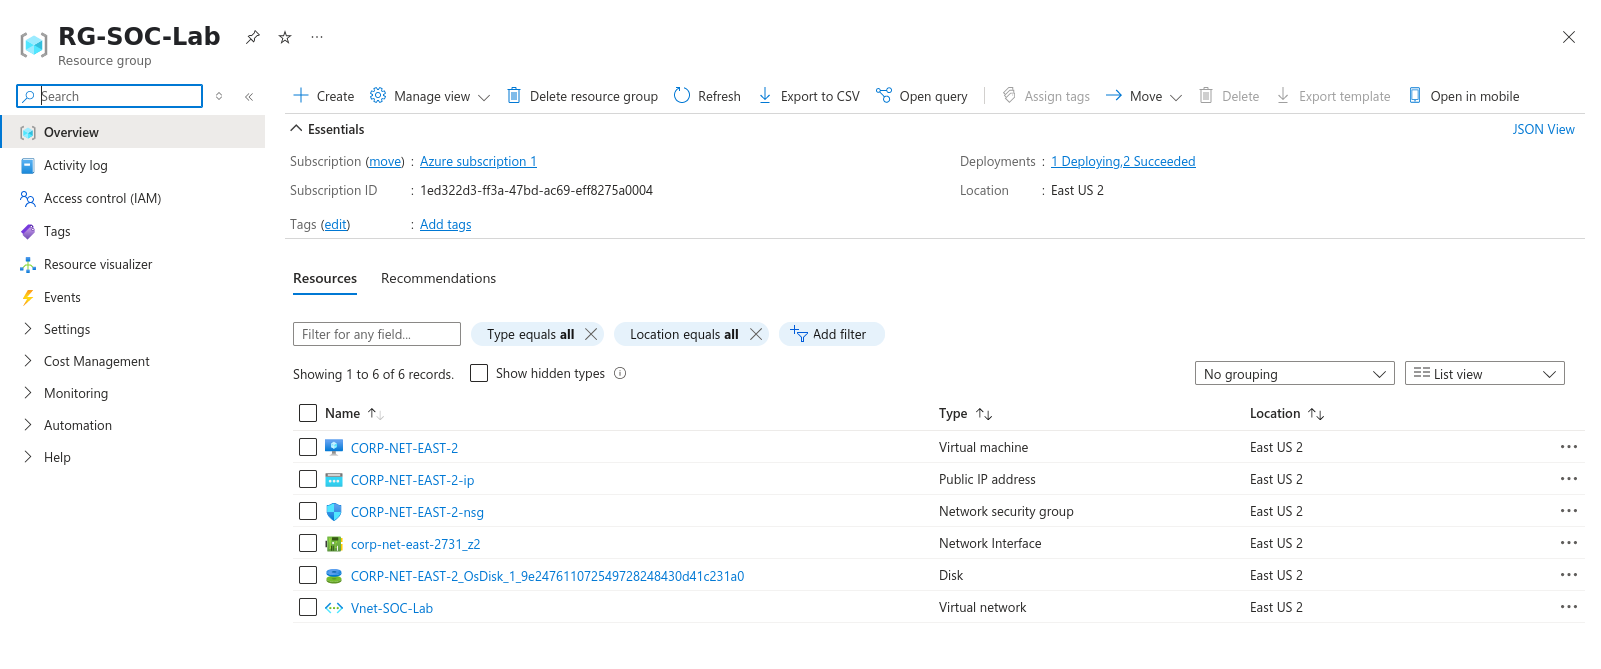 RG-SOC-Lab
Resource group
Search
Overview
Activity log
Access control (IAM)
Tags
Resource visualizer
Events
Settings
Cost Management
Monitoring
Automation
Help
Create Manage view Delete resource group Refresh Export to CSV Open query Assign tags Move Delete Export template Open in mobile
Essentials JSON View
Subscription (move) : Azure subscription 1 Deployments : 1 Deploying,2 Succeeded
Subscription ID : 1ed322d3-ff3a-47bd-ac69-eff8275a0004 Location : East US 2
Tags (edit) : Add tags
Resources Recommendations
Filter for any field... Type equals all Location equals all Add filter
Showing 1 to 6 of 6 records. Show hidden types No grouping List view
Name Type Location
CORP-NET-EAST-2 Virtual machine East US 2
CORP-NET-EAST-2-ip Public IP address East US 2
CORP-NET-EAST-2-nsg Network security group East US 2
corp-net-east-2731_z2 Network Interface East US 2
CORP-NET-EAST-2_OsDisk_1_9e247611072549728248430d41c231a0 Disk East US 2
Vnet-SOC-Lab Virtual network East US 2